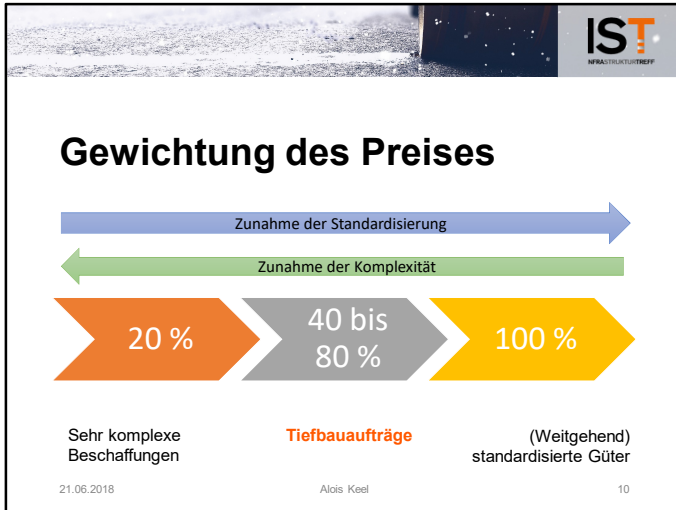 IST
NFRASTRUKTURTREFF
Gewichtung des Preises
Zunahme der Standardisierung
Zunahme der Komplexität
20 %
40 bis
80 %
100 %
Sehr komplexe
Beschaffungen
Tiefbauaufträge
(Weitgehend)
standardisierte Güter
21.06.2018
Alois Keel
10